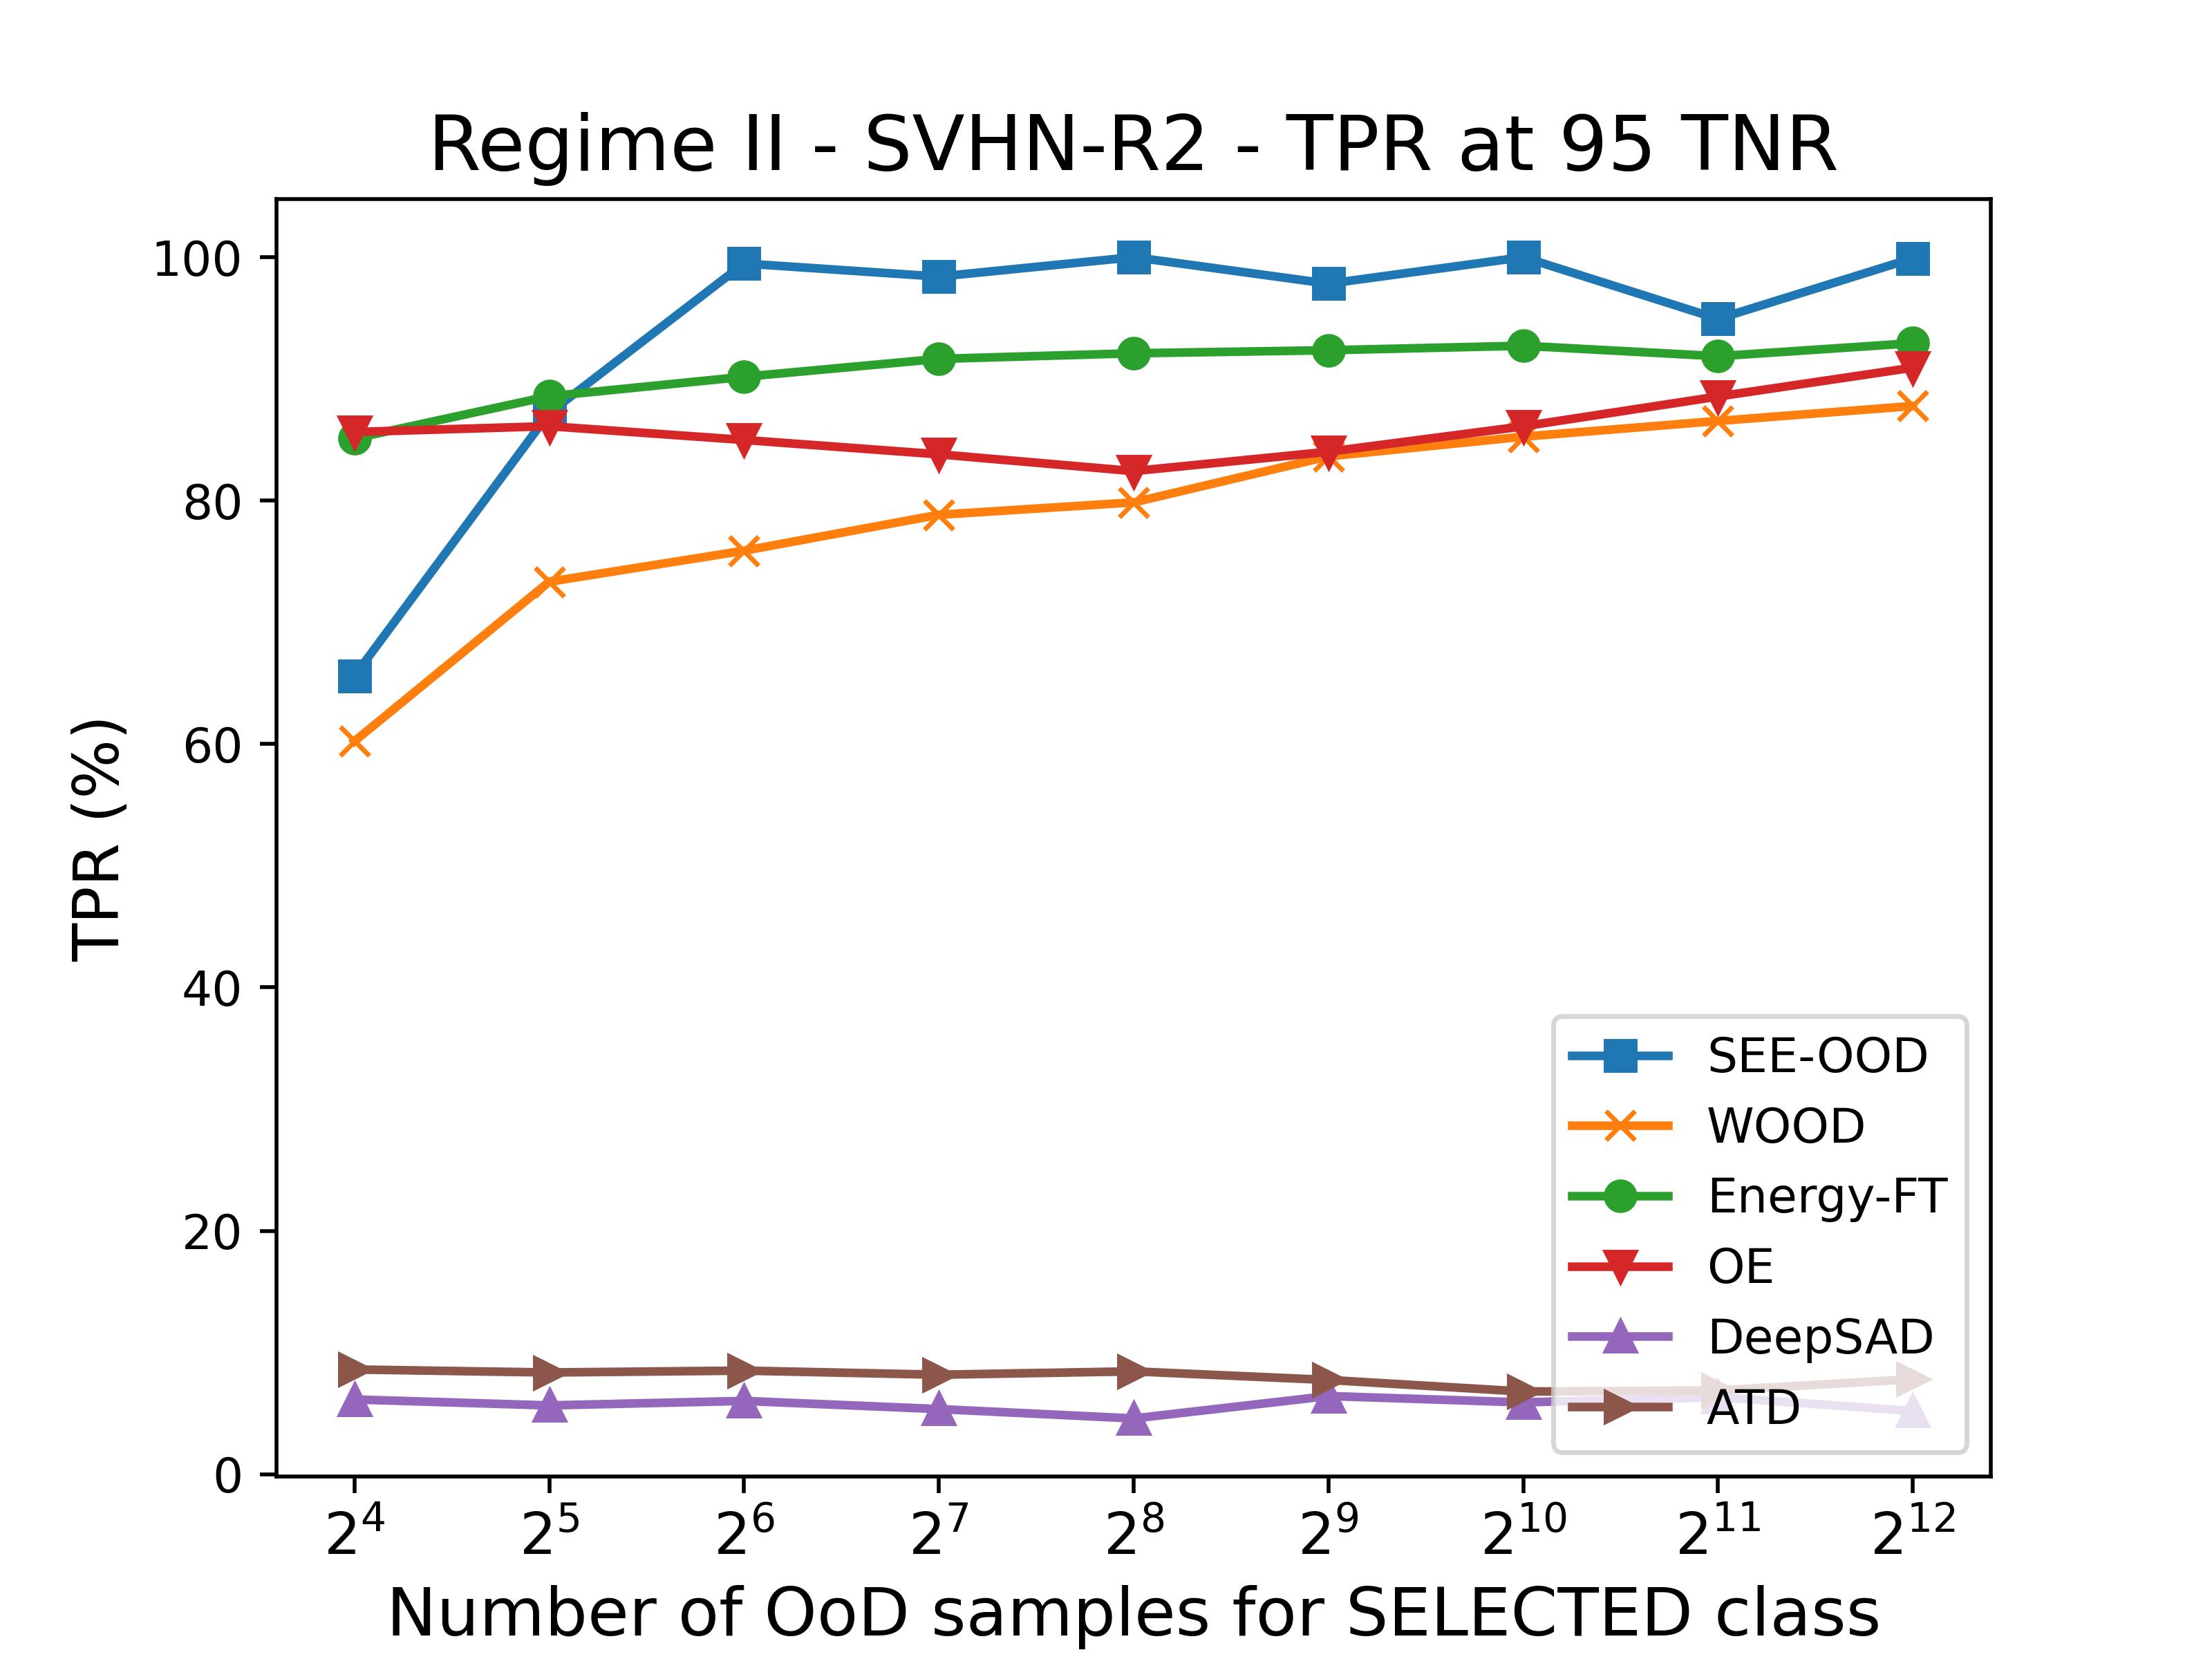 Regime II - SVHN-R2 - TPR at 95 TNR
TPR (%)
100
80
60
40
20
0
SEE-OOD
WOOD
Energy-FT
OE
DeepSAD
ATD
2^4 2^5 2^6 2^7 2^8 2^9 2^10 2^11 2^12
Number of OoD samples for SELECTED class